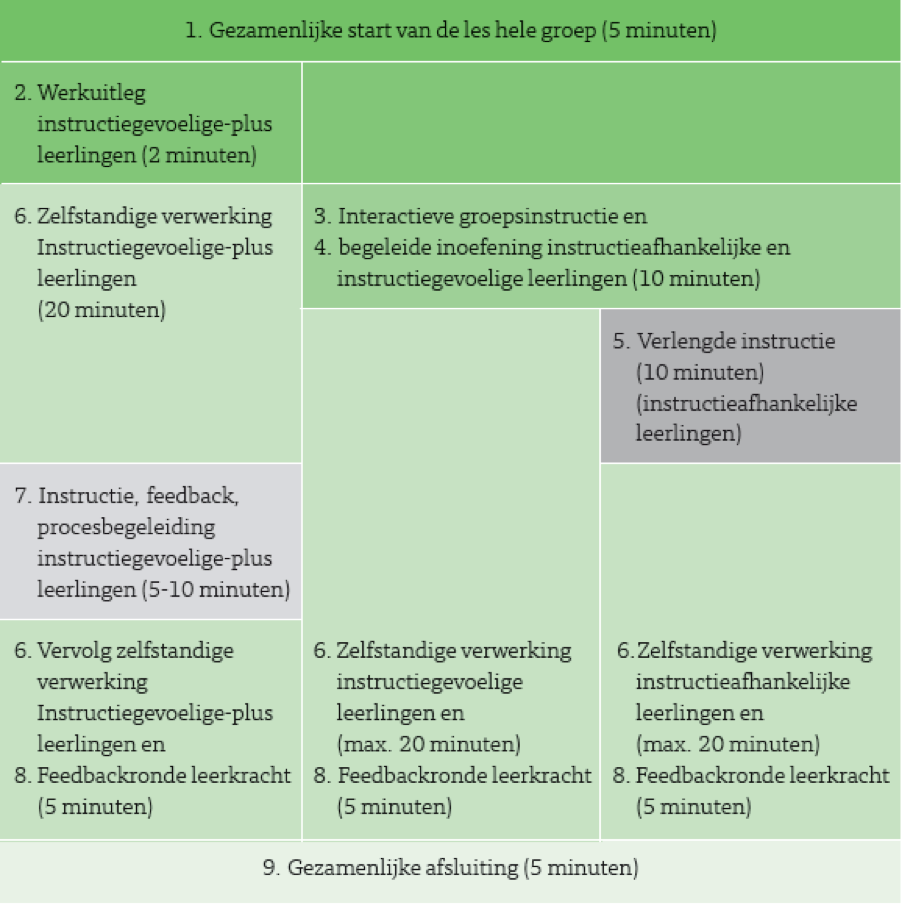 1. Gezamenlijke start van de les hele groep (5 minuten)
2. Werkuitleg
instructiegevoelige-plus
leerlingen (2 minuten)
6. Zelfstandige verwerking
Instructiegevoelige-plus
leerlingen
(20 minuten)
3. Interactieve groepsinstructie en
4. begeleide inoefening instructieafhankelijke en
instructiegevoelige leerlingen (10 minuten)
5. Verlengde instructie
(10 minuten)
(instructieafhankelijke
leerlingen)
7. Instructie, feedback,
procesbegeleiding
instructiegevoelige-plus
leerlingen (5-10 minuten)
6. Vervolg zelfstandige
verwerking
Instructiegevoelige-plus
leerlingen en
8. Feedbackronde leerkracht
(5 minuten)
6. Zelfstandige verwerking
instructiegevoelige
leerlingen en
(max. 20 minuten)
8. Feedbackronde leerkracht
(5 minuten)
6. Zelfstandige verwerking
instructieafhankelijke
leerlingen en
(max. 20 minuten)
8. Feedbackronde leerkracht
(5 minuten)
9. Gezamenlijke afsluiting (5 minuten)